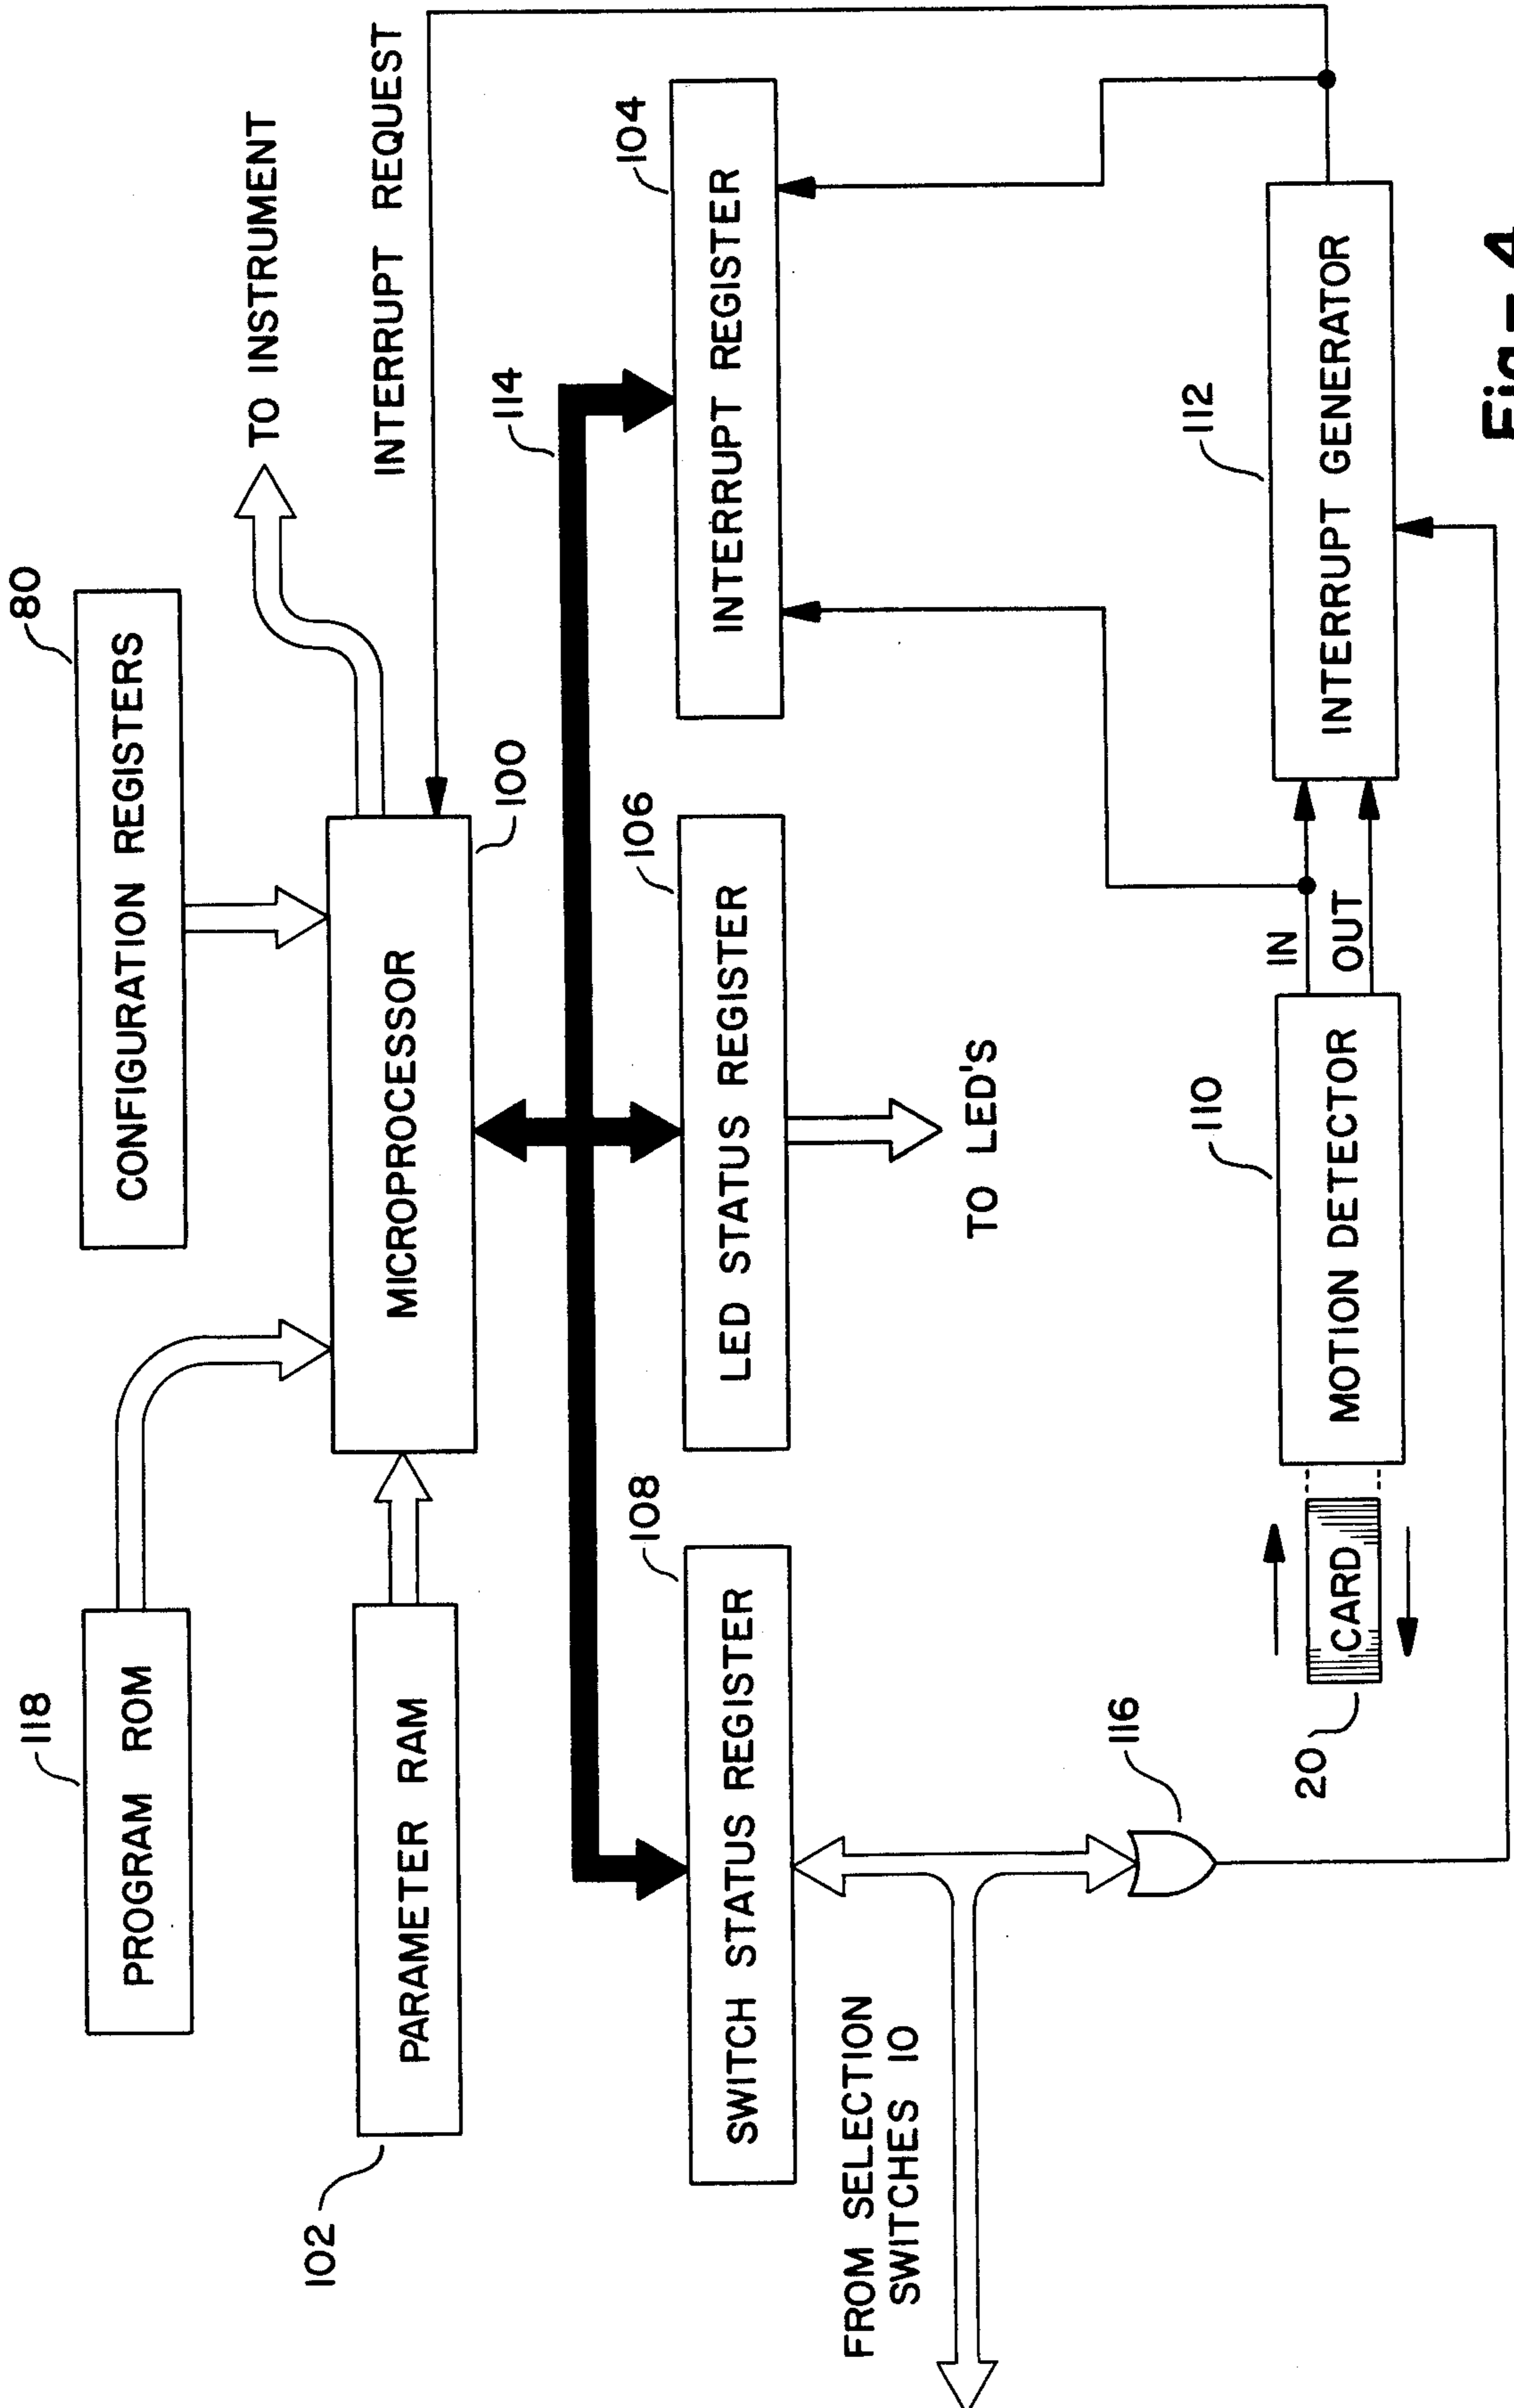 118
PROGRAM ROM
80
CONFIGURATION REGISTERS
TO INSTRUMENT
102
PARAMETER RAM
MICROPROCESSOR
100
INTERRUPT REQUEST
114
108
SWITCH STATUS REGISTER
106
LED STATUS REGISTER
104
INTERRUPT REGISTER
FROM SELECTION
SWITCHES 10
TO LED'S
116
20
CARD
110
MOTION DETECTOR
IN
OUT
112
INTERRUPT GENERATOR
Fig-4